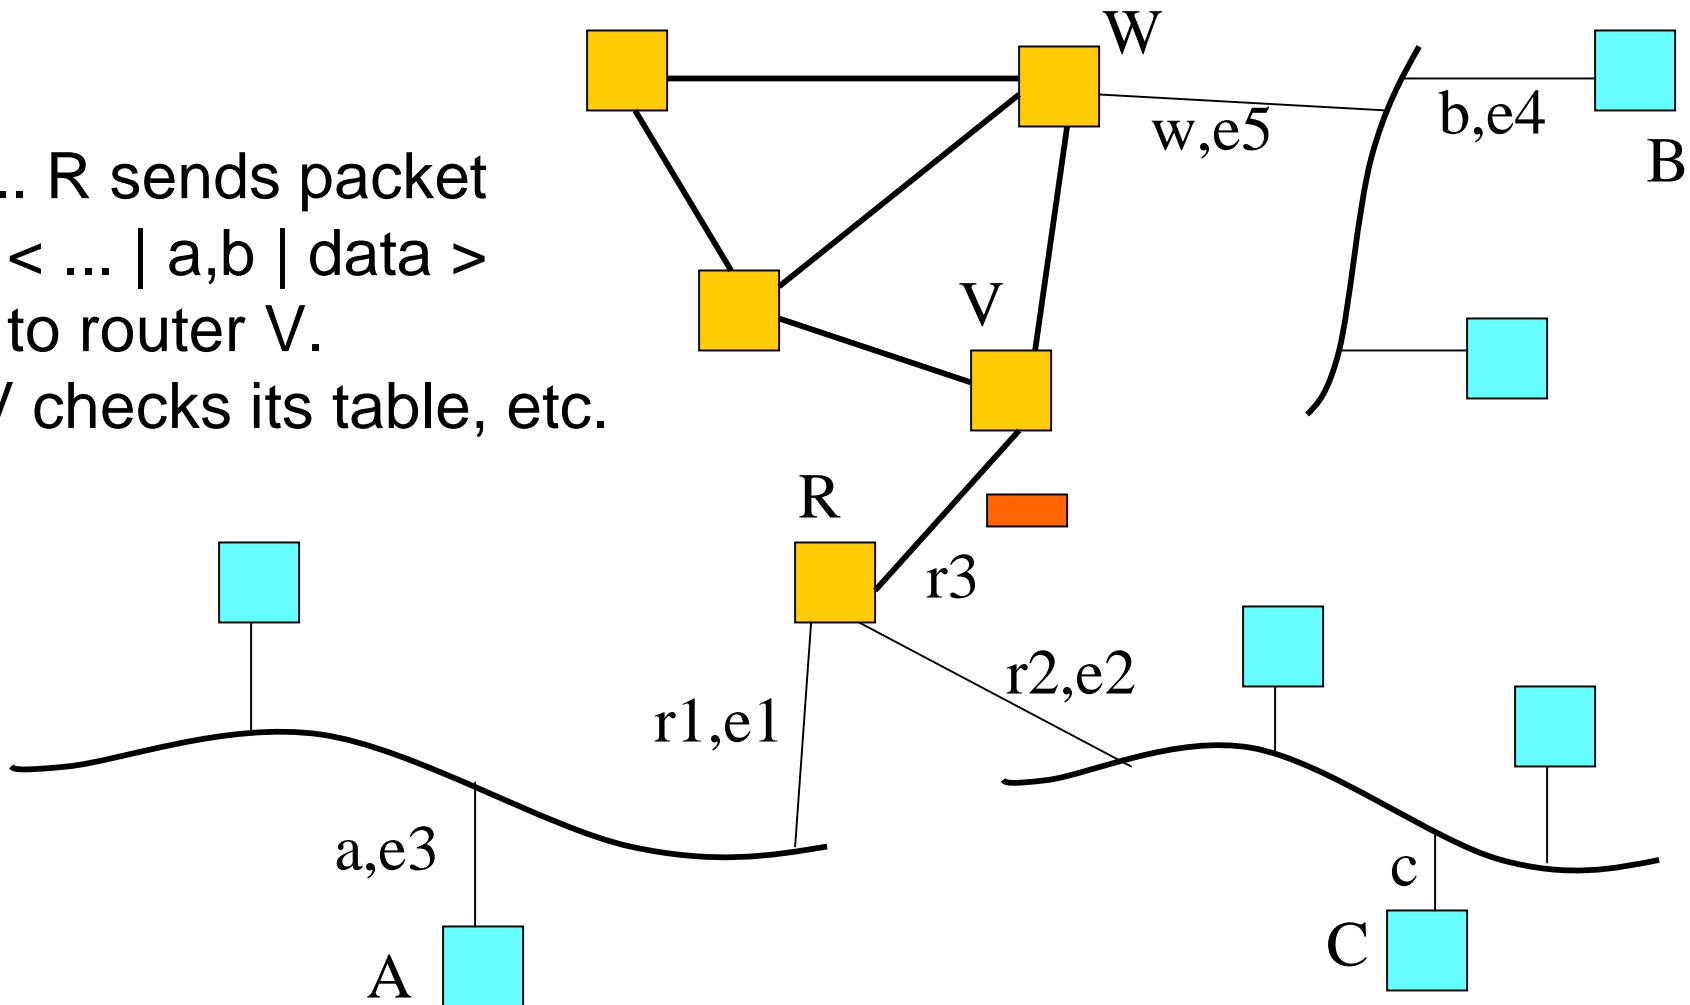 W
w,e5
b,e4
B
.. R sends packet
< ... | a,b | data >
to router V.
V checks its table, etc.
V
R
r3
r2,e2
r1,e1
a,e3
A
c
C